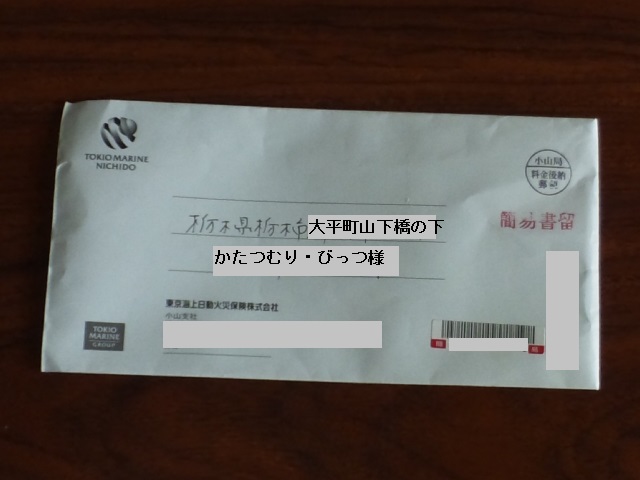 TOKIO MARINE
NICHIDO
小山局
料金後納
郵便
簡易書留
栃木県栃木市大平町山下橋の下
かたつむり・びっつ様
東京海上日動火災保険株式会社
小山支社
TOKIO
MARINE
GROUP